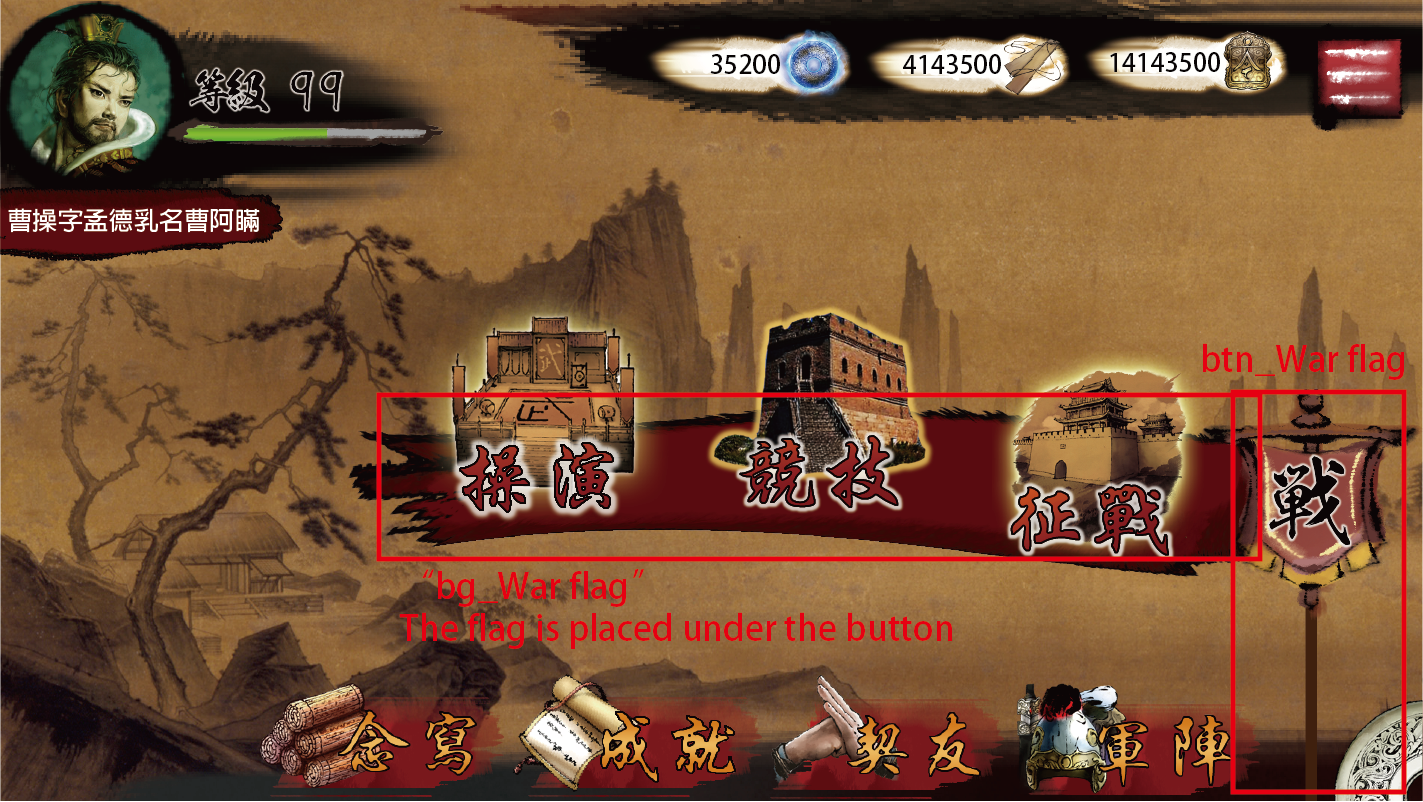 等級 99
35200
4143500
14143500
曹操字孟德乳名曹阿瞞
btn_War flag
操演
競技
征戰
戦
“bg_War flag”
The flag is placed under the button
念寫
成就
契友
軍陣